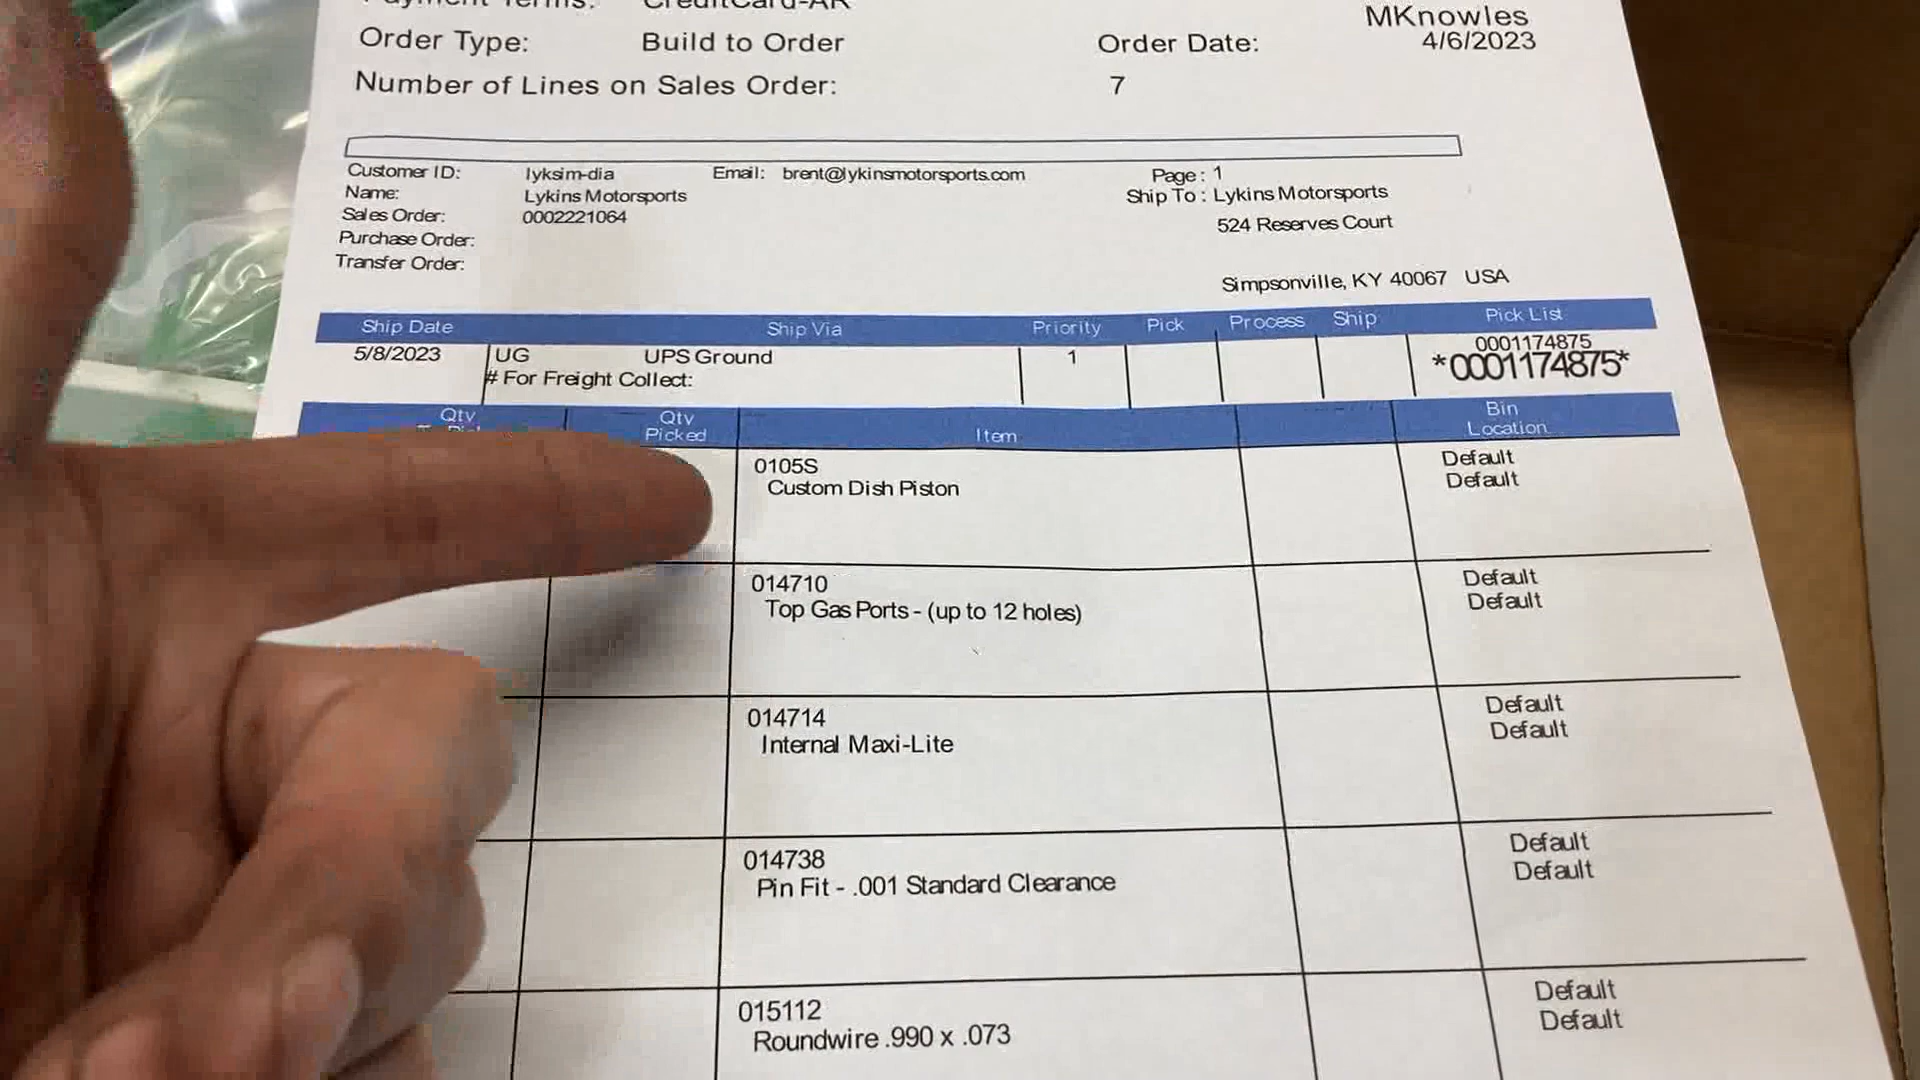 Payment Terms: CreditCard-AR
MKnowles
Order Type: Build to Order Order Date: 4/6/2023
Number of Lines on Sales Order: 7
Customer ID: lyksim-dia Email: brent@lykinsmotorsports.com Page: 1
Name: Lykins Motorsports Ship To : Lykins Motorsports
Sales Order: 0002221064 524 Reserves Court
Purchase Order:
Transfer Order:
Simpsonville, KY 40067 USA
Ship Date Ship Via Priority Pick Process Ship Pick List
5/8/2023 UG UPS Ground 1 0001174875
# For Freight Collect: *0001174875*
Qty Qty Bin
Picked Item Location
0105S Default
Custom Dish Piston Default
014710 Default
Top Gas Ports - (up to 12 holes) Default
014714 Default
Internal Maxi-Lite Default
014738 Default
Pin Fit - .001 Standard Clearance Default
015112 Default
Roundwire .990 x .073 Default